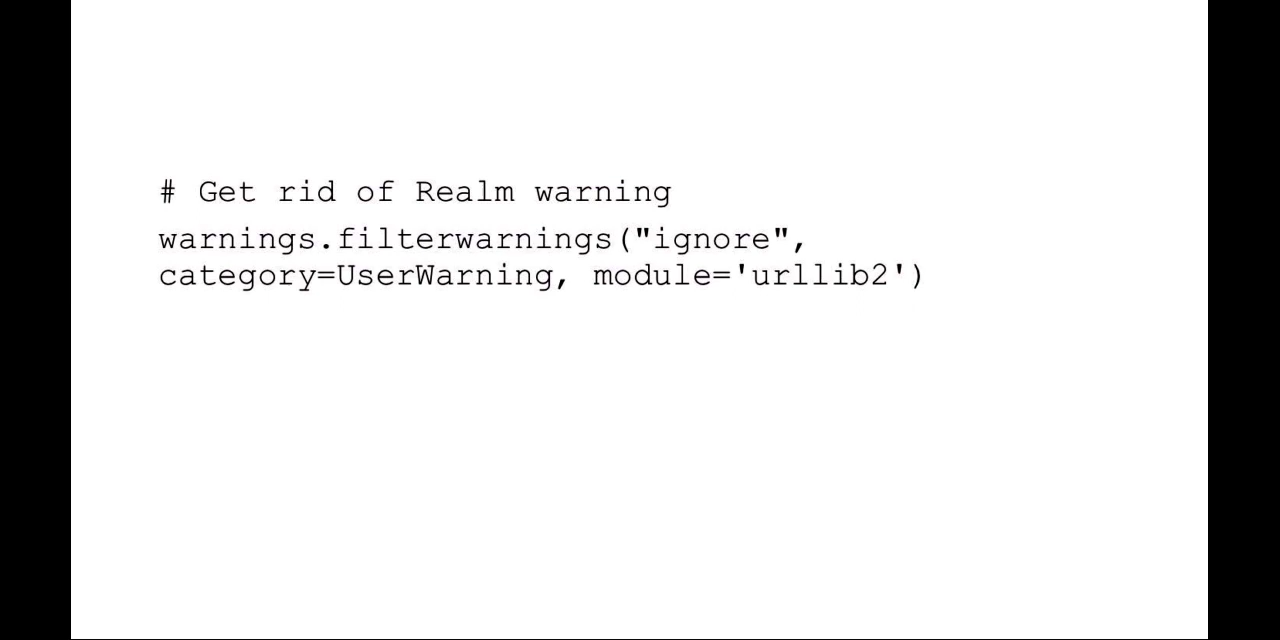 # Get rid of Realm warning
warnings.filterwarnings("ignore",
category=UserWarning, module='urllib2')